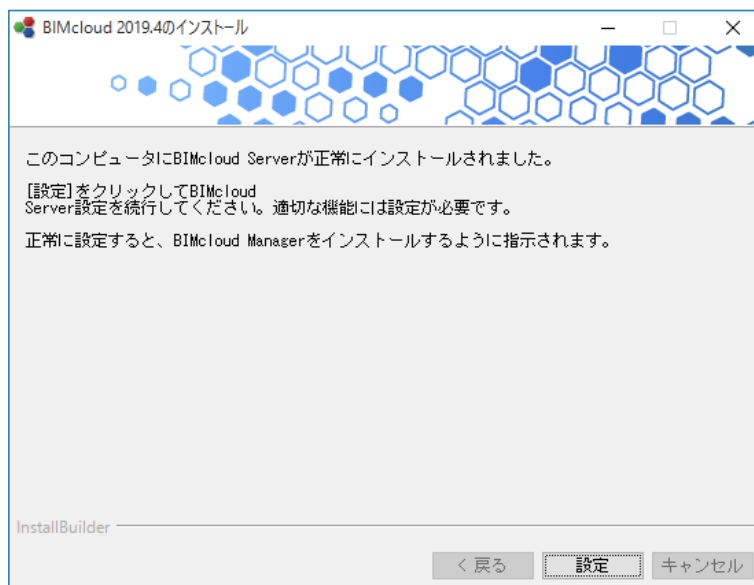 BIMcloud 2019.4のインストール
このコンピュータにBIMcloud Serverが正常にインストールされました。
[設定]をクリックしてBIMcloud
Server設定を続行してください。適切な機能には設定が必要です。
正常に設定すると、BIMcloud Managerをインストールするように指示されます。
InstallBuilder
< 戻る 設定 キャンセル